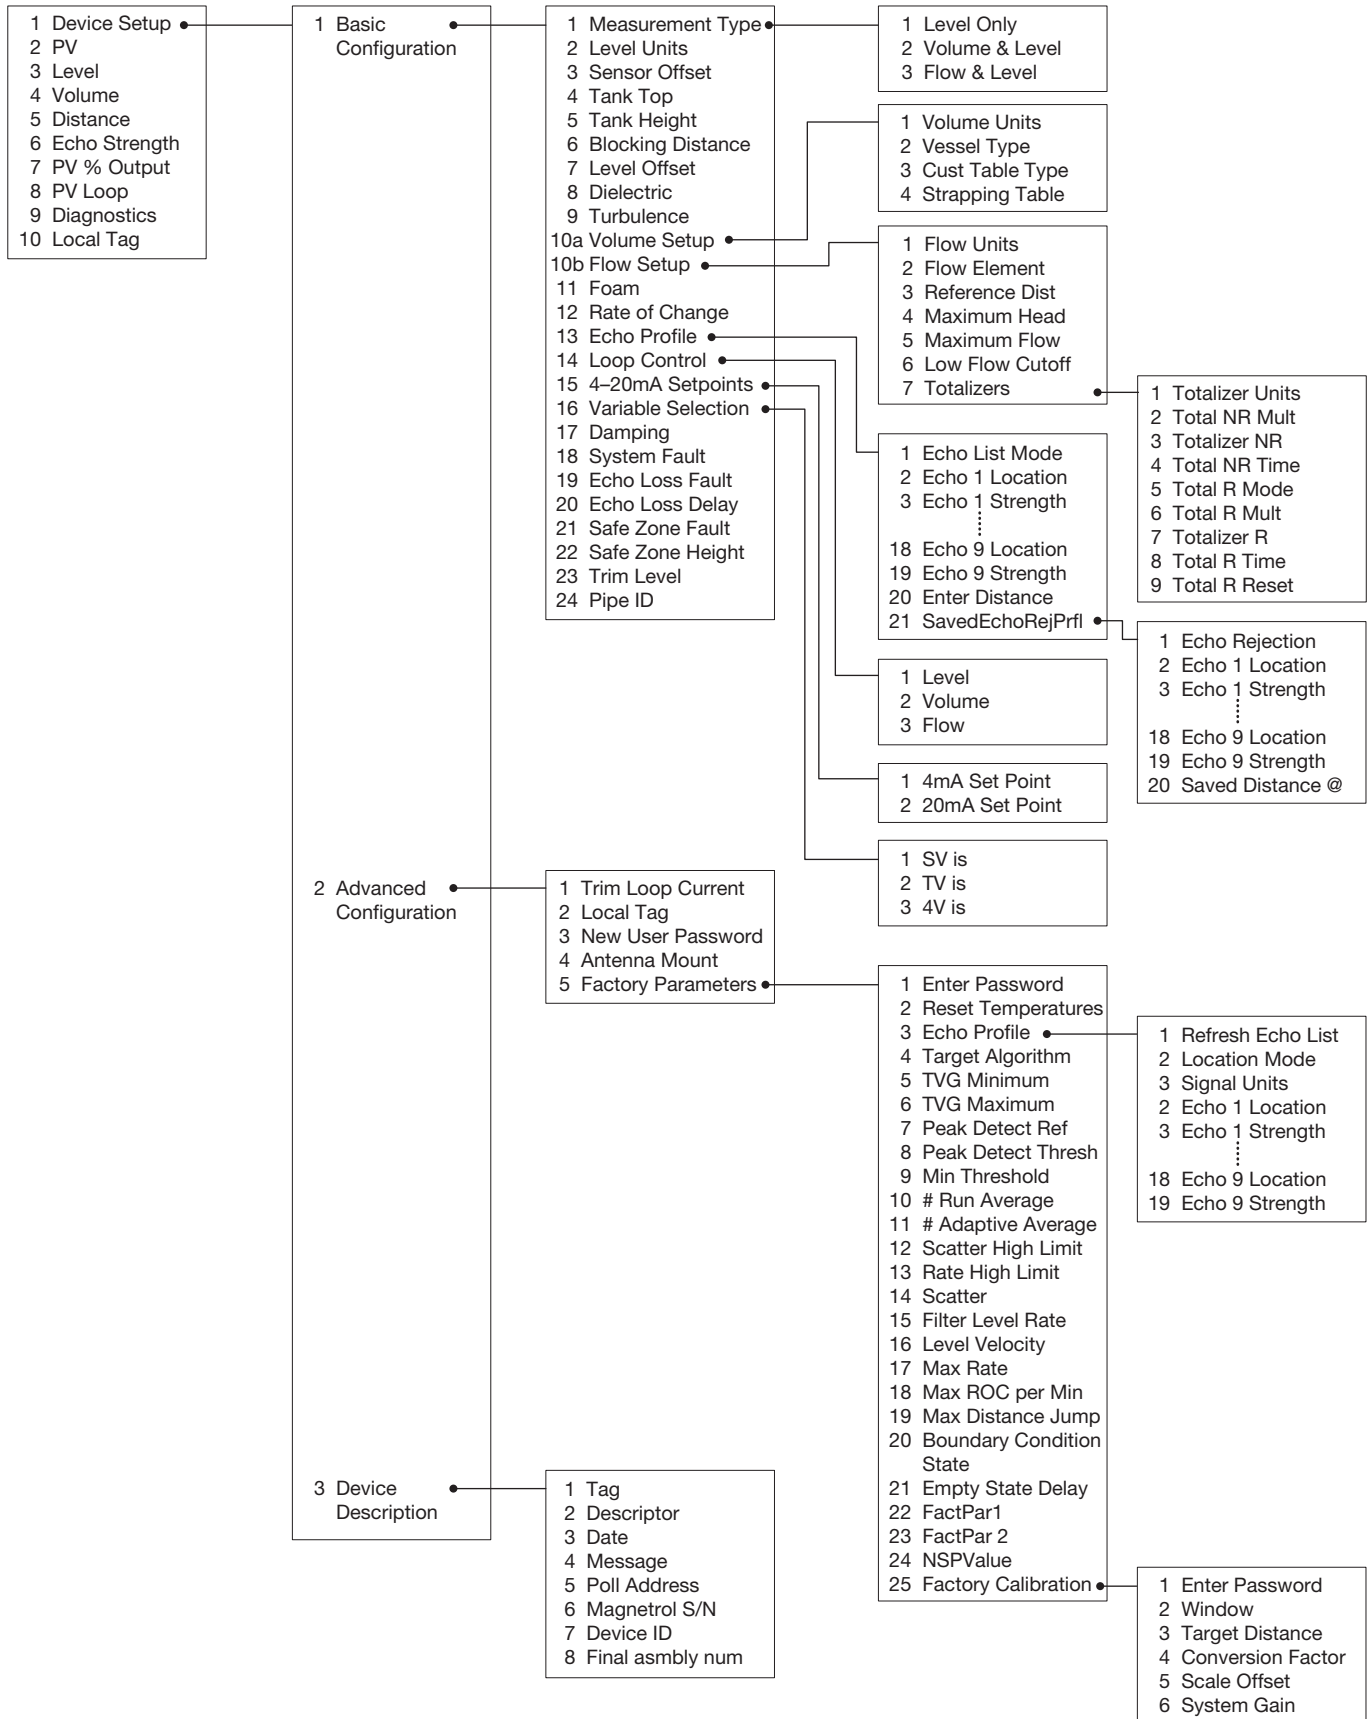 1 Device Setup
2 PV
3 Level
4 Volume
5 Distance
6 Echo Strength
7 PV % Output
8 PV Loop
9 Diagnostics
10 Local Tag
1 Basic
Configuration
2 Advanced
Configuration
3 Device
Description
1 Measurement Type
2 Level Units
3 Sensor Offset
4 Tank Top
5 Tank Height
6 Blocking Distance
7 Level Offset
8 Dielectric
9 Turbulence
10a Volume Setup
10b Flow Setup
11 Foam
12 Rate of Change
13 Echo Profile
14 Loop Control
15 4–20mA Setpoints
16 Variable Selection
17 Damping
18 System Fault
19 Echo Loss Fault
20 Echo Loss Delay
21 Safe Zone Fault
22 Safe Zone Height
23 Trim Level
24 Pipe ID
1 Level Only
2 Volume & Level
3 Flow & Level
1 Volume Units
2 Vessel Type
3 Cust Table Type
4 Strapping Table
1 Flow Units
2 Flow Element
3 Reference Dist
4 Maximum Head
5 Maximum Flow
6 Low Flow Cutoff
7 Totalizers
1 Totalizer Units
2 Total NR Mult
3 Totalizer NR
4 Total NR Time
5 Total R Mode
6 Total R Mult
7 Totalizer R
8 Total R Time
9 Total R Reset
1 Echo List Mode
2 Echo 1 Location
3 Echo 1 Strength
18 Echo 9 Location
19 Echo 9 Strength
20 Enter Distance
21 SavedEchoRejPrfl
1 Echo Rejection
2 Echo 1 Location
3 Echo 1 Strength
18 Echo 9 Location
19 Echo 9 Strength
20 Saved Distance @
1 Level
2 Volume
3 Flow
1 4mA Set Point
2 20mA Set Point
1 SV is
2 TV is
3 4V is
1 Trim Loop Current
2 Local Tag
3 New User Password
4 Antenna Mount
5 Factory Parameters
1 Enter Password
2 Reset Temperatures
3 Echo Profile
4 Target Algorithm
5 TVG Minimum
6 TVG Maximum
7 Peak Detect Ref
8 Peak Detect Thresh
9 Min Threshold
10 # Run Average
11 # Adaptive Average
12 Scatter High Limit
13 Rate High Limit
14 Scatter
15 Filter Level Rate
16 Level Velocity
17 Max Rate
18 Max ROC per Min
19 Max Distance Jump
20 Boundary Condition
State
21 Empty State Delay
22 FactPar1
23 FactPar 2
24 NSPValue
25 Factory Calibration
1 Refresh Echo List
2 Location Mode
3 Signal Units
2 Echo 1 Location
3 Echo 1 Strength
18 Echo 9 Location
19 Echo 9 Strength
1 Enter Password
2 Window
3 Target Distance
4 Conversion Factor
5 Scale Offset
6 System Gain
1 Tag
2 Descriptor
3 Date
4 Message
5 Poll Address
6 Magnetrol S/N
7 Device ID
8 Final asmbly num